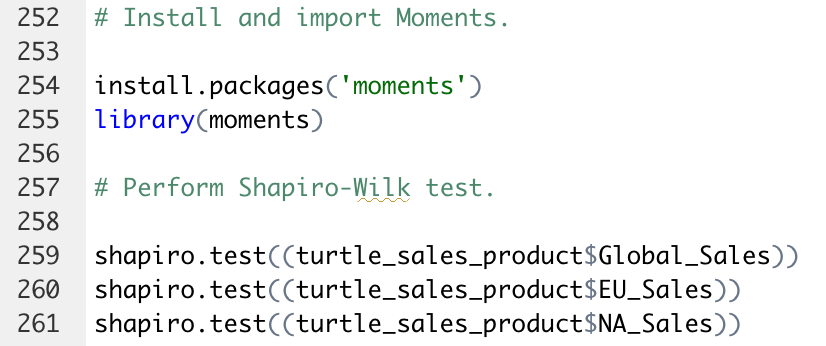 252 # Install and import Moments.
253
254 install.packages('moments')
255 library(moments)
256
257 # Perform Shapiro-Wilk test.
258
259 shapiro.test((turtle_sales_product$Global_Sales))
260 shapiro.test((turtle_sales_product$EU_Sales))
261 shapiro.test((turtle_sales_product$NA_Sales))